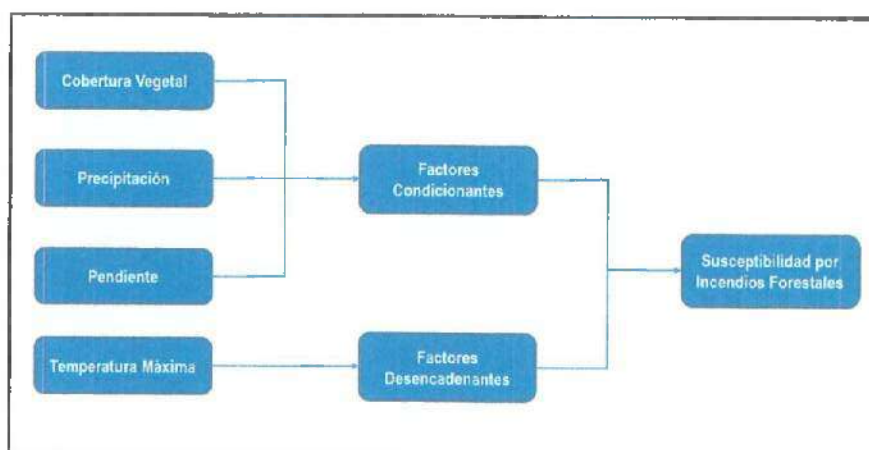 Cobertura Vegetal
Precipitación
Pendiente
Temperatura Máxima
Factores
Condicionantes
Factores
Desencadenantes
Susceptibilidad por
Incendios Forestales